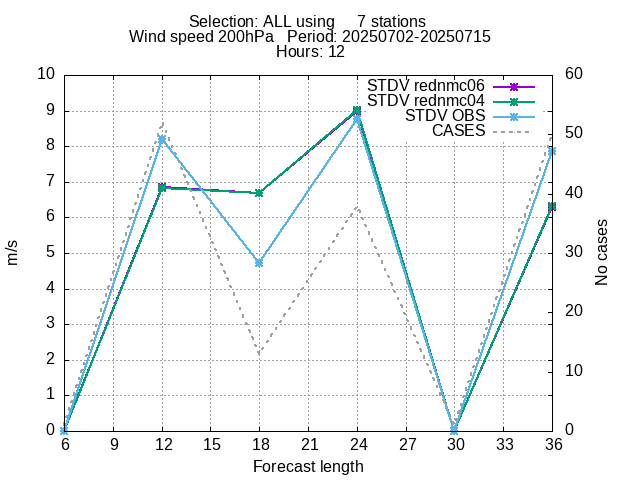 Selection: ALL using     7 stations
Wind speed 200hPa   Period: 20250702-20250715
Hours: 12
STDV rednmc06
STDV rednmc04
STDV OBS
CASES
10
9
8
7
6
5
4
3
2
1
0
m/s
60
50
40
30
20
10
0
No cases
6 9 12 15 18 21 24 27 30 33 36
Forecast length